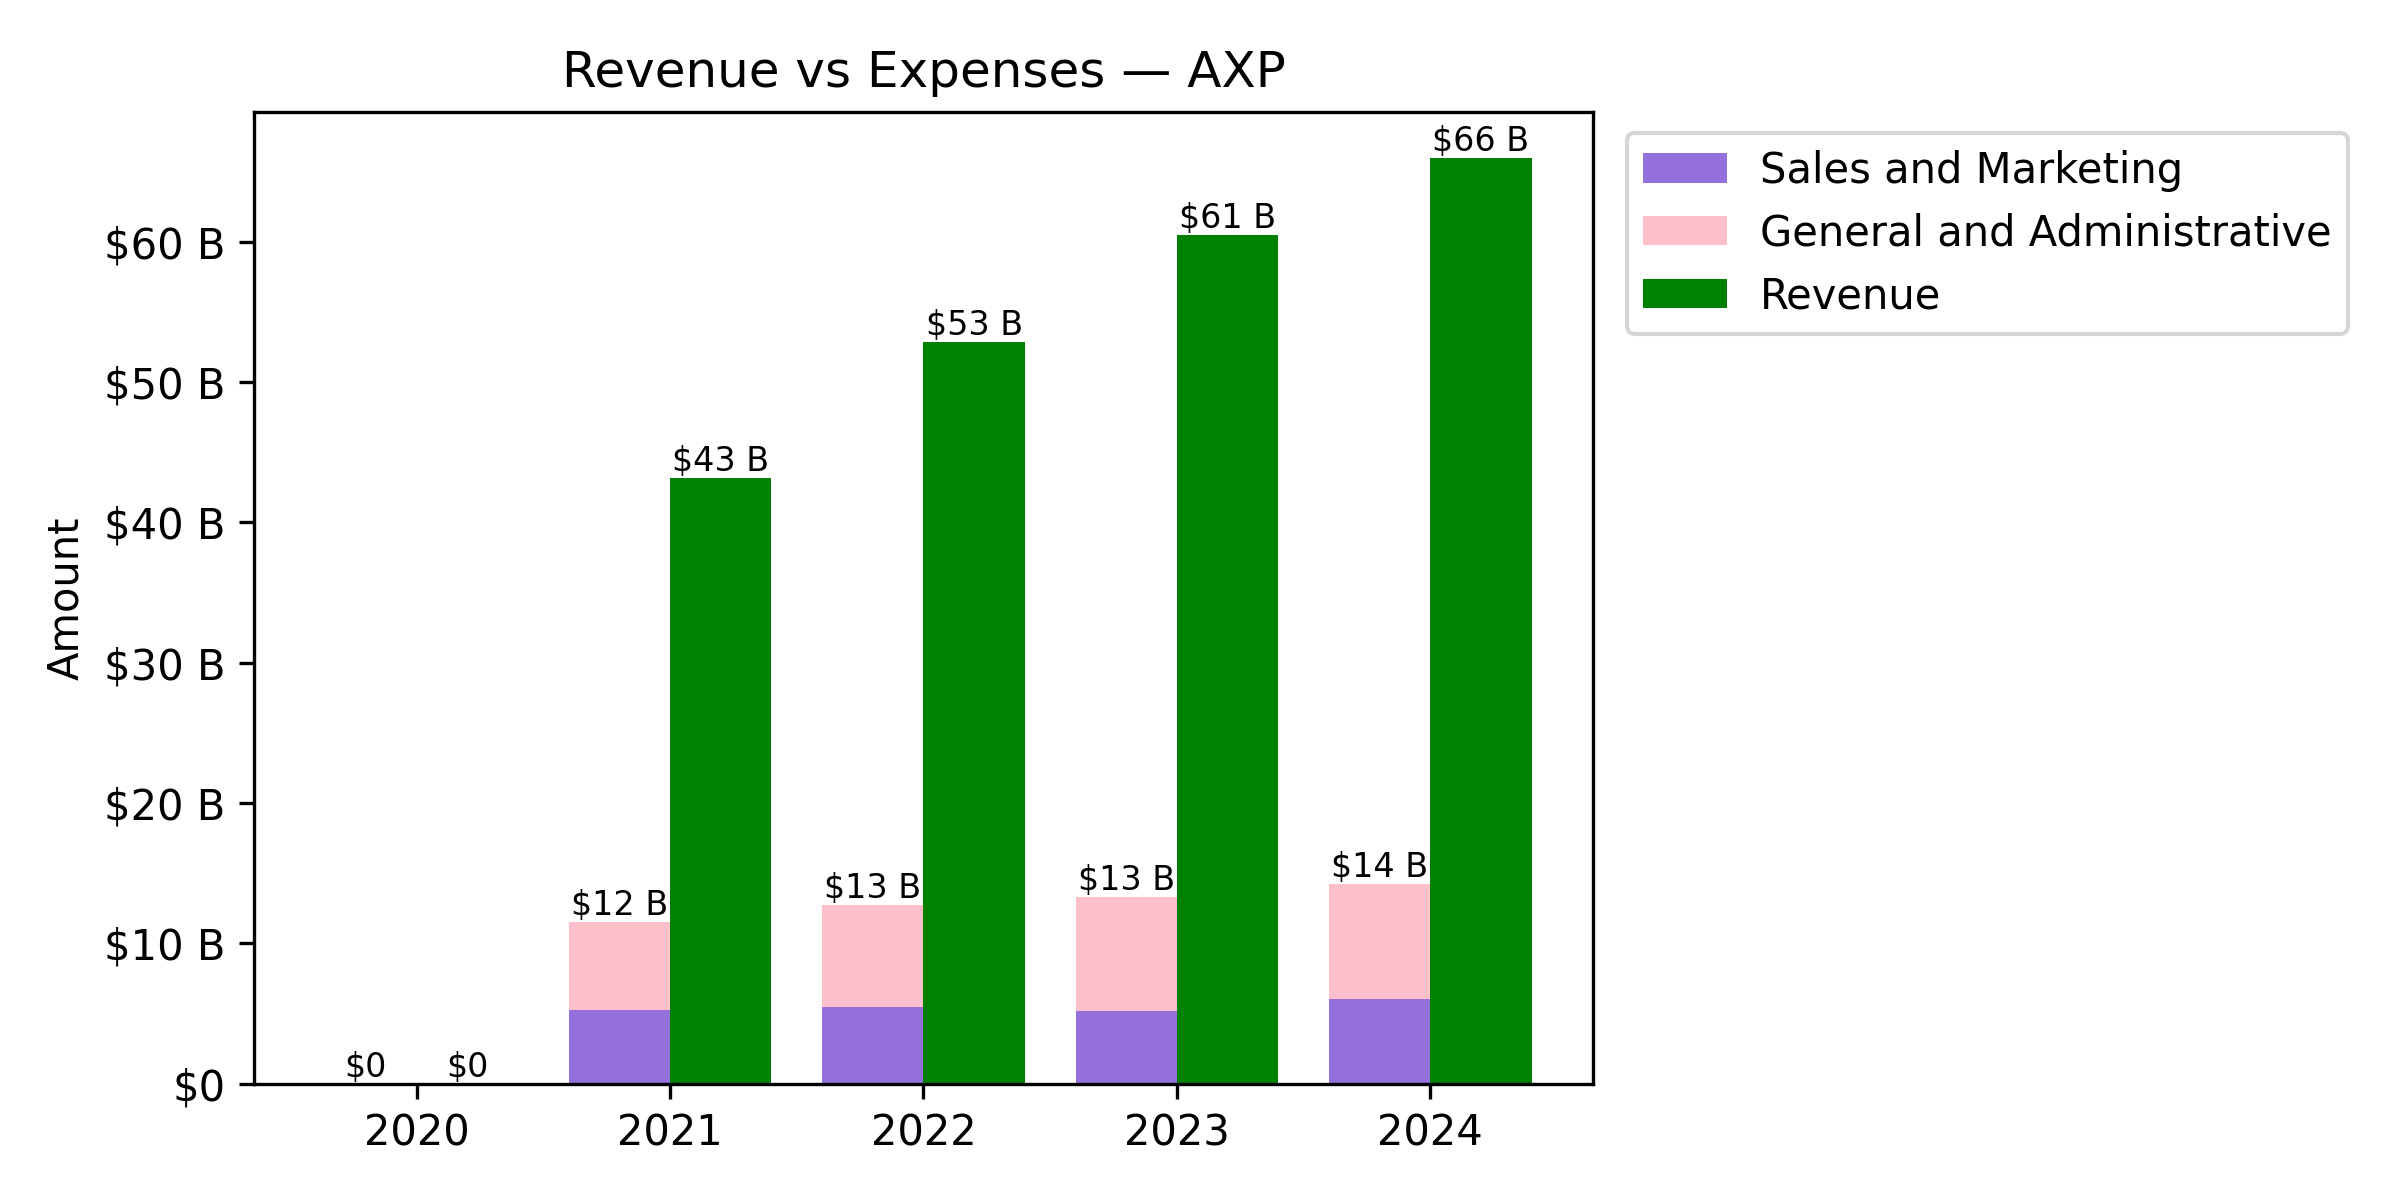 Revenue vs Expenses — AXP
Amount
$60 B
$50 B
$40 B
$30 B
$20 B
$10 B
$0
$0
$0
$12 B
$43 B
$13 B
$53 B
$13 B
$61 B
$14 B
$66 B
2020
2021
2022
2023
2024
Sales and Marketing
General and Administrative
Revenue